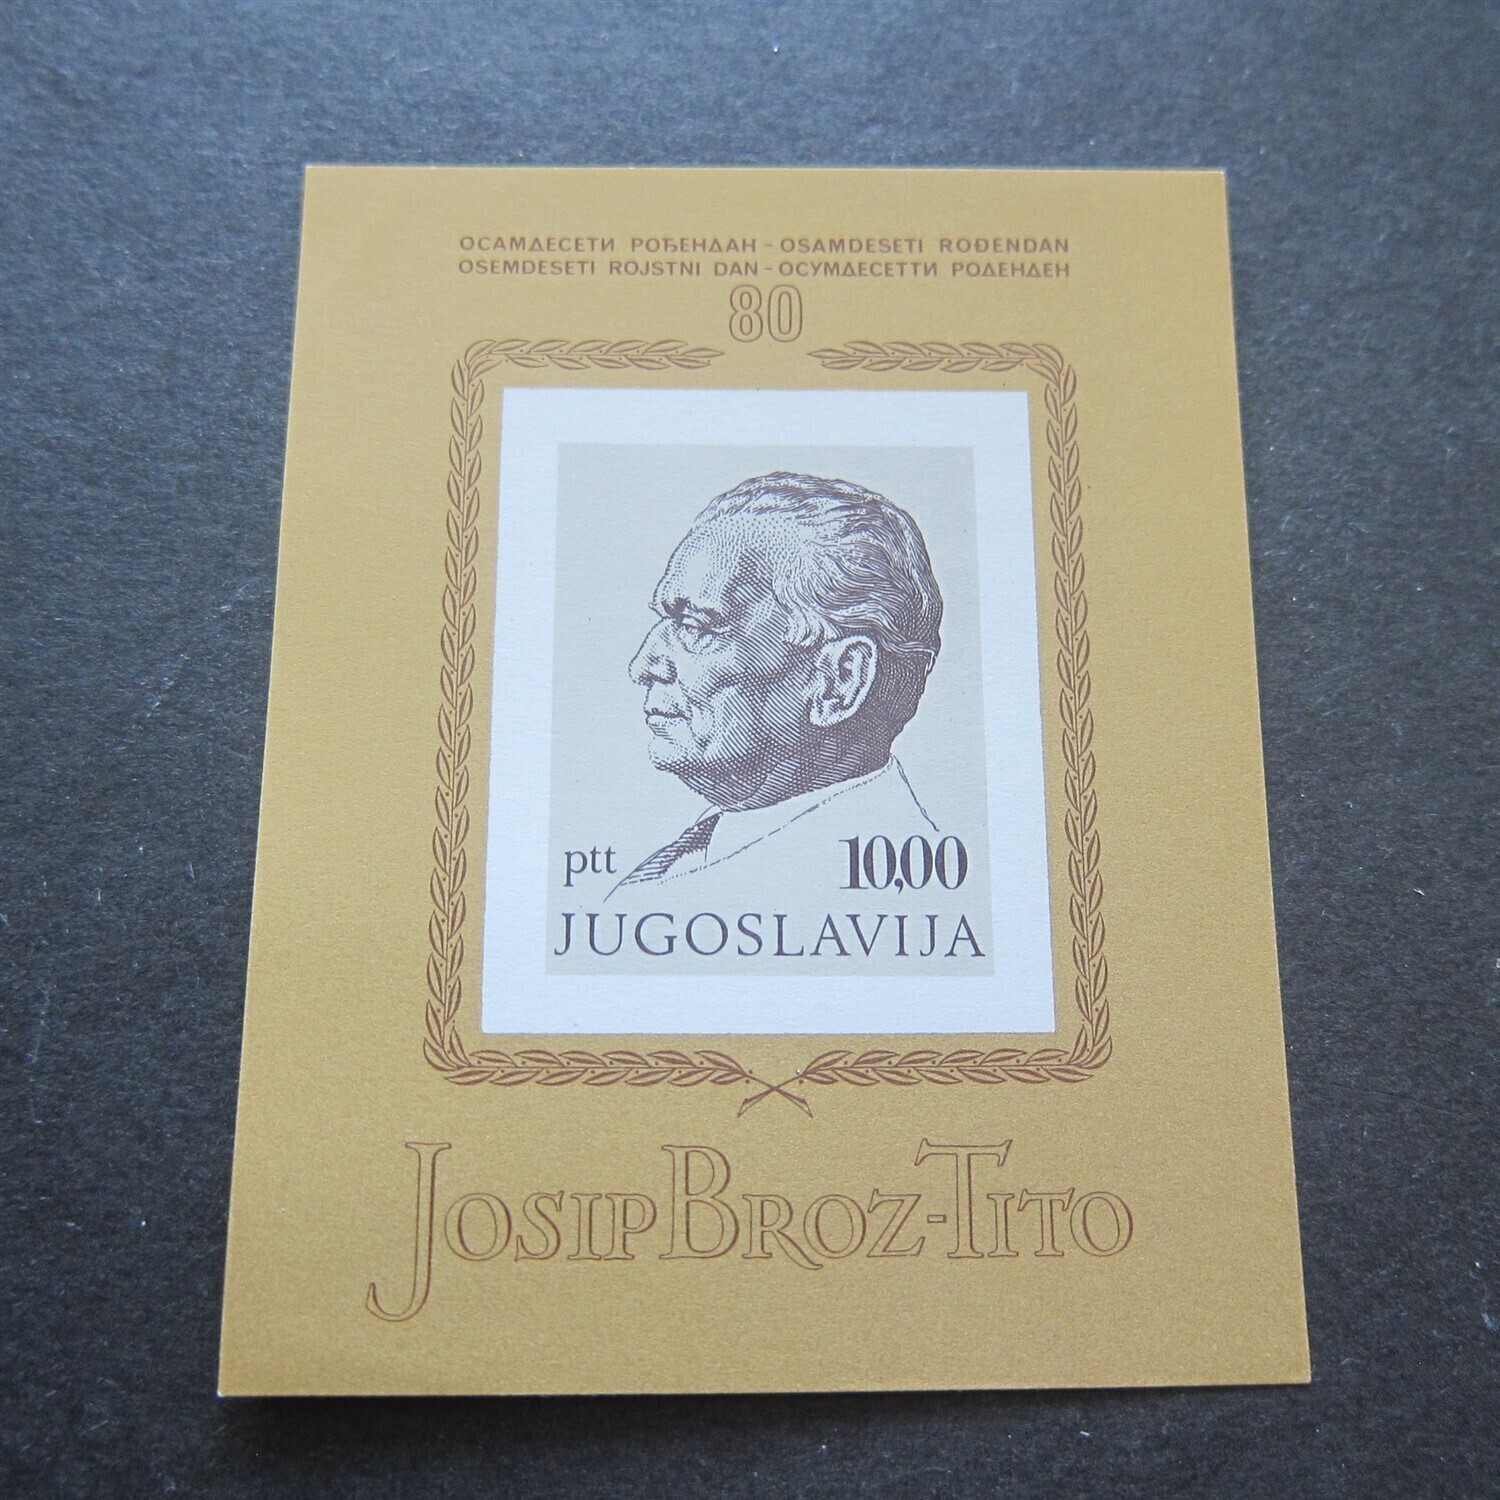 ОСАМДЕСЕТИ РОЂЕНДАН - OSAMDESETI ROĐENDAN
OSEMDESETI ROJSTNI DAN - ОСУМДЕСЕТТИ РОДЕНДЕН
80
ptt 10,00
JUGOSLAVIJA
JOSIP BROZ-TITO